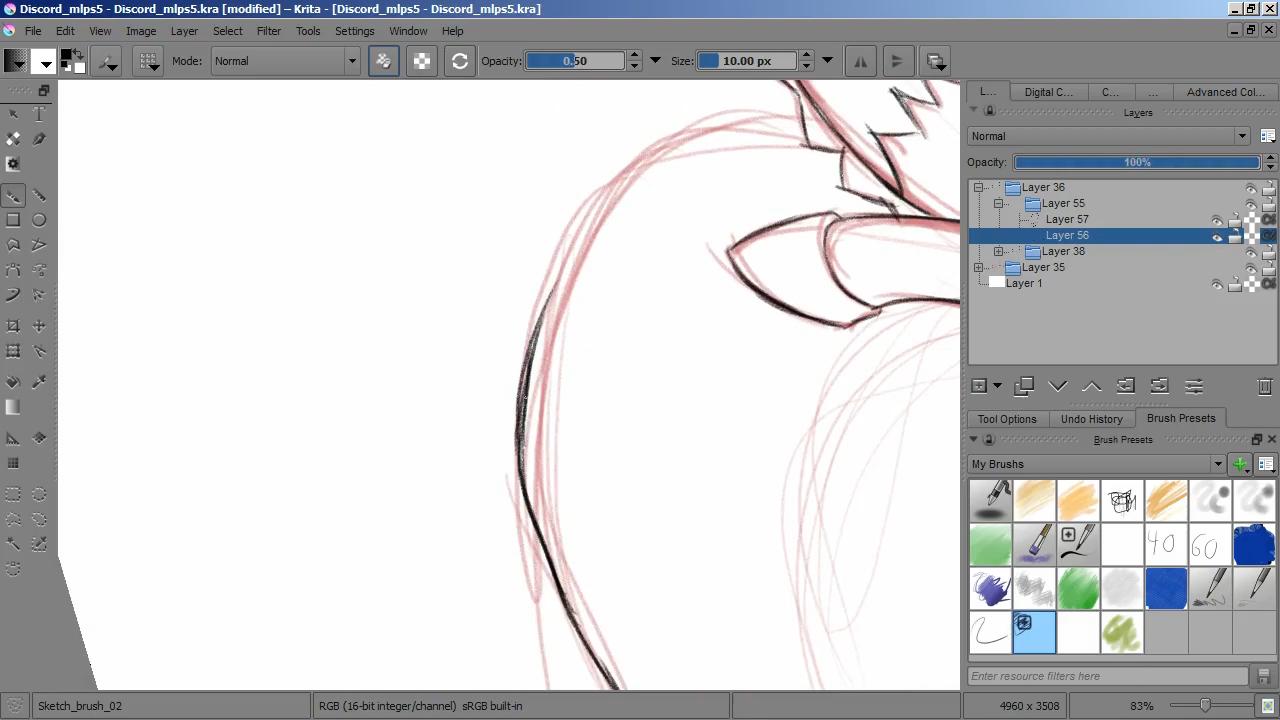 Discord_mlps5 - Discord_mlps5.kra [modified] – Krita - [Discord_mlps5 - Discord_mlps5.kra]
File Edit View Image Layer Select Filter Tools Settings Window Help
Mode: Normal Opacity: 0.50 Size: 10.00 px
L... Digital C... C... ... Advanced Col...
Layers
Normal
Opacity: 100%
Layer 36
Layer 55
Layer 57
Layer 56
Layer 38
Layer 35
Layer 1
Tool Options Undo History Brush Presets
Brush Presets
My Brushes
40 60
Enter resource filters here
Sketch_brush_02 RGB (16-bit integer/channel) sRGB built-in 4960 x 3508 83%